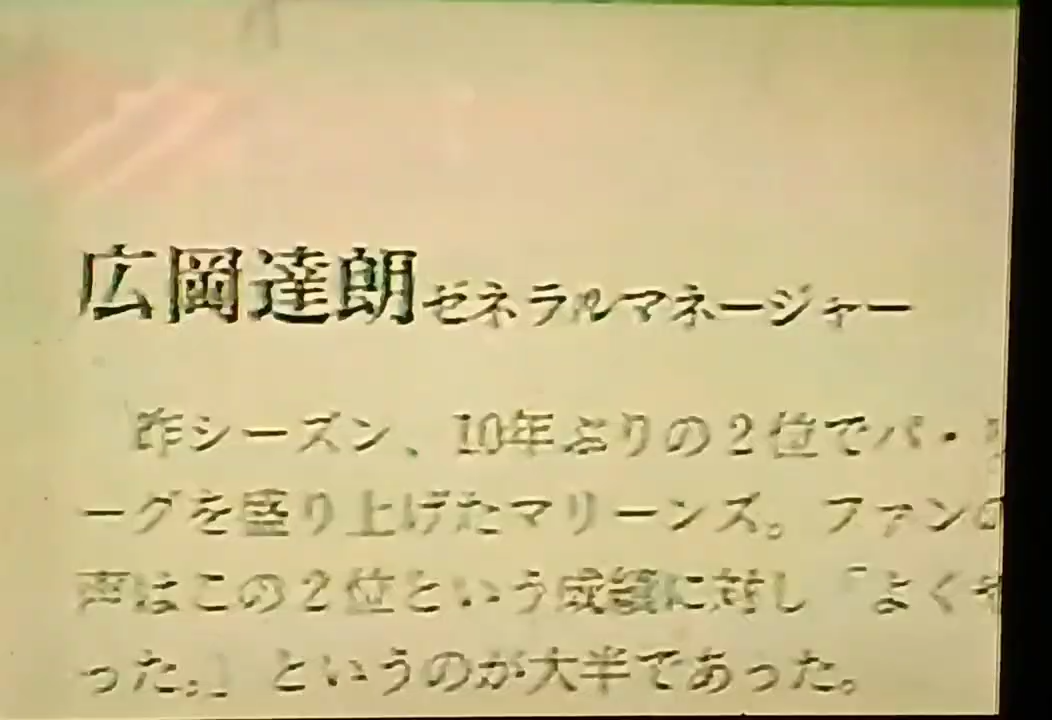 広岡達朗ゼネラルマネージャー
昨シーズン、10年ぶりの2位でパ・リ
ーグを盛り上げたマリーンズ。ファンの
声はこの2位という成績に対し「よくや
った。」というのが大半であった。